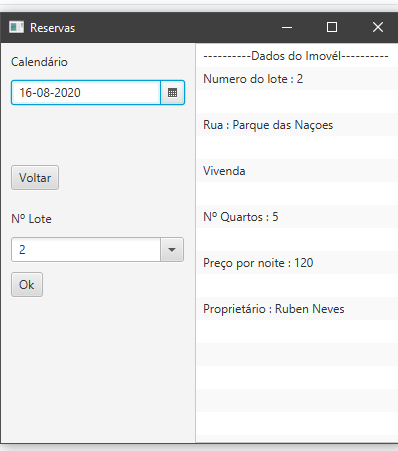 Reservas
Calendário
16-08-2020
Voltar
Nº Lote
2
Ok
----------Dados do Imovél----------
Numero do lote : 2
Rua : Parque das Naçoes
Vivenda
Nº Quartos : 5
Preço por noite : 120
Proprietário : Ruben Neves